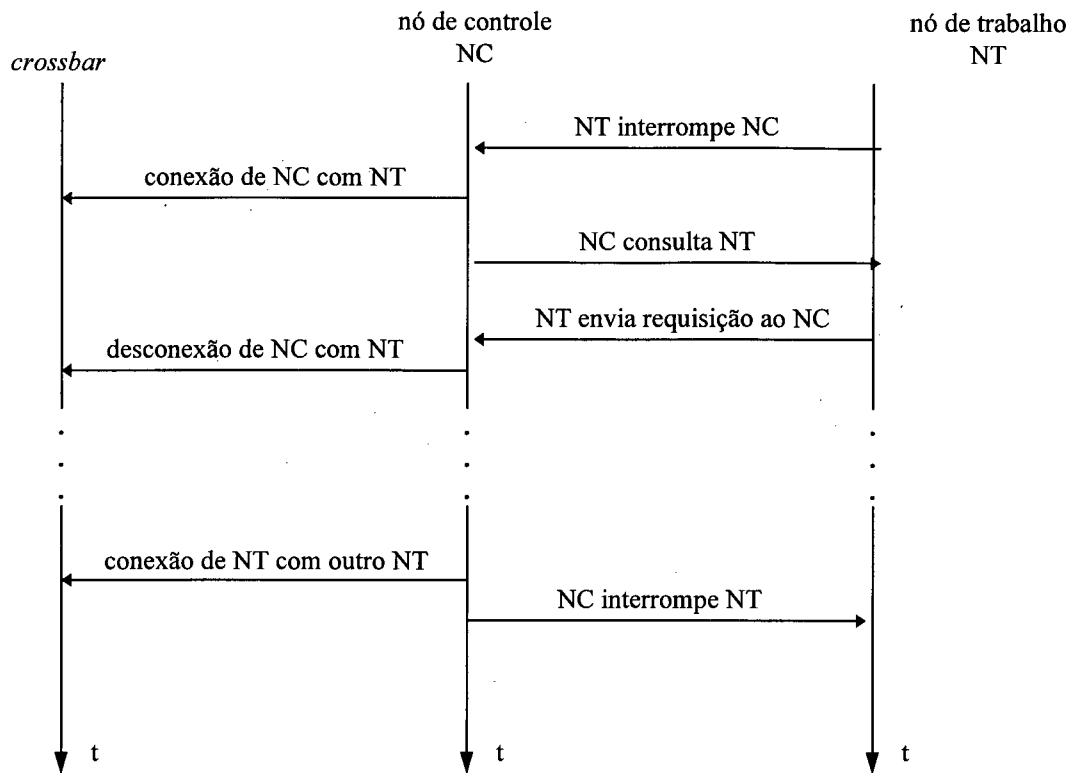 nó de controle
NC
nó de trabalho
NT
crossbar
NT interrompe NC
conexão de NC com NT
NC consulta NT
NT envia requisição ao NC
desconexão de NC com NT
conexão de NT com outro NT
NC interrompe NT
t
t
t